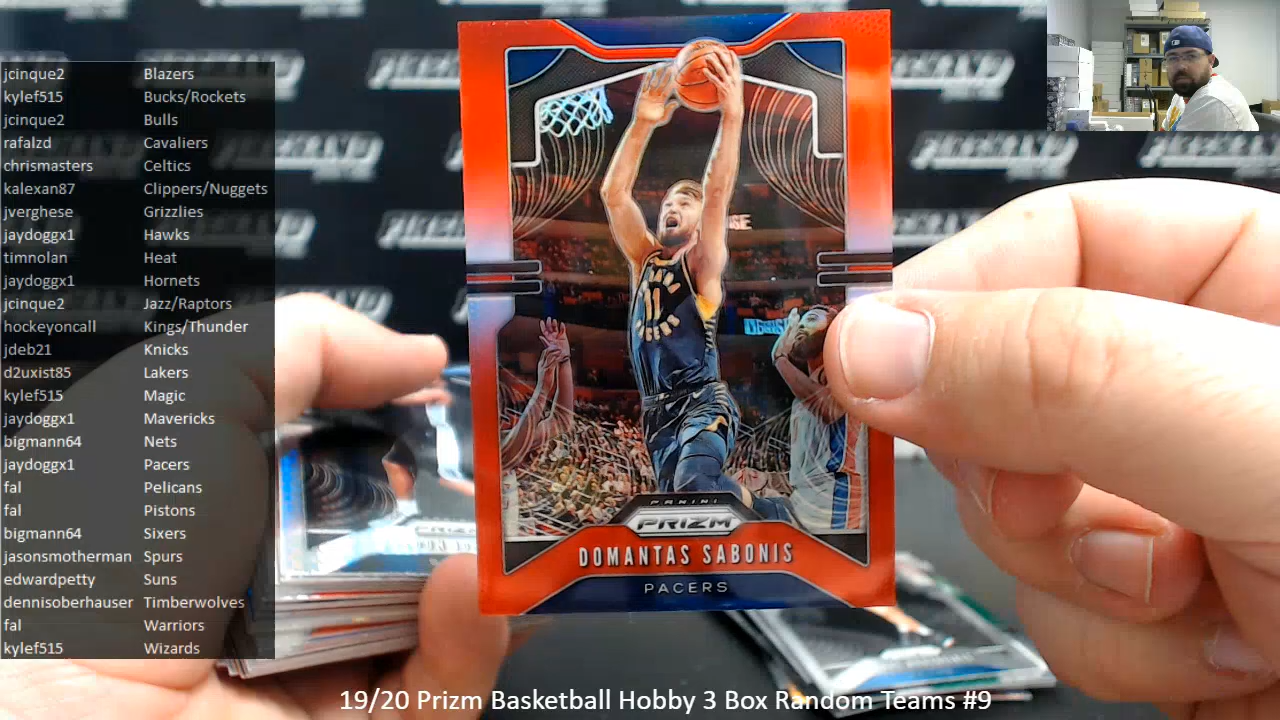 jcinque2 Blazers
kylef515 Bucks/Rockets
jcinque2 Bulls
rafalzd Cavaliers
chrismasters Celtics
kalexan87 Clippers/Nuggets
jverghese Grizzlies
jaydoggx1 Hawks
timnolan Heat
jaydoggx1 Hornets
jcinque2 Jazz/Raptors
hockeyoncall Kings/Thunder
jdeb21 Knicks
d2uxist85 Lakers
kylef515 Magic
jaydoggx1 Mavericks
bigmann64 Nets
jaydoggx1 Pacers
fal Pelicans
fal Pistons
bigmann64 Sixers
jasonsmotherman Spurs
edwardpetty Suns
dennisoberhauser Timberwolves
fal Warriors
kylef515 Wizards
11
PACERS
PANINI
PRIZM
DOMANTAS SABONIS
PACERS
19/20 Prizm Basketball Hobby 3 Box Random Teams #9